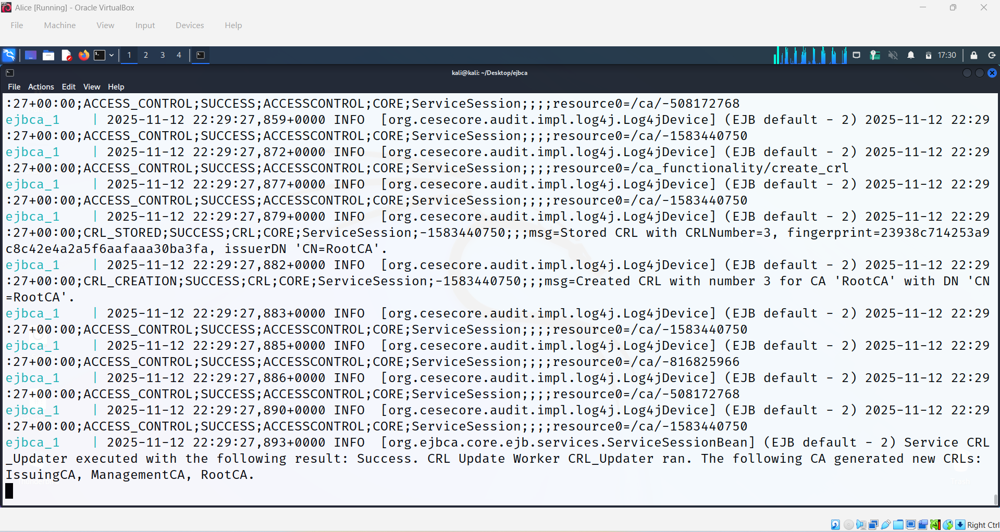 Alice [Running] - Oracle VirtualBox
File Machine View Input Devices Help
1 2 3 4 17:30
kali@kali: ~/Desktop/ejbca
File Actions Edit View Help
:27+00:00;ACCESS_CONTROL;SUCCESS;ACCESSCONTROL;CORE;ServiceSession;;;;resource0=/ca/-508172768
ejbca_1 | 2025-11-12 22:29:27,859+0000 INFO [org.cesecore.audit.impl.log4j.Log4jDevice] (EJB default - 2) 2025-11-12 22:29
:27+00:00;ACCESS_CONTROL;SUCCESS;ACCESSCONTROL;CORE;ServiceSession;;;;resource0=/ca/-1583440750
ejbca_1 | 2025-11-12 22:29:27,872+0000 INFO [org.cesecore.audit.impl.log4j.Log4jDevice] (EJB default - 2) 2025-11-12 22:29
:27+00:00;ACCESS_CONTROL;SUCCESS;ACCESSCONTROL;CORE;ServiceSession;;;;resource0=/ca_functionality/create_crl
ejbca_1 | 2025-11-12 22:29:27,877+0000 INFO [org.cesecore.audit.impl.log4j.Log4jDevice] (EJB default - 2) 2025-11-12 22:29
:27+00:00;ACCESS_CONTROL;SUCCESS;ACCESSCONTROL;CORE;ServiceSession;;;;resource0=/ca/-1583440750
ejbca_1 | 2025-11-12 22:29:27,879+0000 INFO [org.cesecore.audit.impl.log4j.Log4jDevice] (EJB default - 2) 2025-11-12 22:29
:27+00:00;CRL_STORED;SUCCESS;CRL;CORE;ServiceSession;-1583440750;;;msg=Stored CRL with CRLNumber=3, fingerprint=23938c714253a9
c8c42e4a2a5f6aafaaa30ba3fa, issuerDN 'CN=RootCA'.
ejbca_1 | 2025-11-12 22:29:27,882+0000 INFO [org.cesecore.audit.impl.log4j.Log4jDevice] (EJB default - 2) 2025-11-12 22:29
:27+00:00;CRL_CREATION;SUCCESS;CRL;CORE;ServiceSession;-1583440750;;;msg=Created CRL with number 3 for CA 'RootCA' with DN 'CN
=RootCA'.
ejbca_1 | 2025-11-12 22:29:27,883+0000 INFO [org.cesecore.audit.impl.log4j.Log4jDevice] (EJB default - 2) 2025-11-12 22:29
:27+00:00;ACCESS_CONTROL;SUCCESS;ACCESSCONTROL;CORE;ServiceSession;;;;resource0=/ca/-1583440750
ejbca_1 | 2025-11-12 22:29:27,885+0000 INFO [org.cesecore.audit.impl.log4j.Log4jDevice] (EJB default - 2) 2025-11-12 22:29
:27+00:00;ACCESS_CONTROL;SUCCESS;ACCESSCONTROL;CORE;ServiceSession;;;;resource0=/ca/-816825966
ejbca_1 | 2025-11-12 22:29:27,886+0000 INFO [org.cesecore.audit.impl.log4j.Log4jDevice] (EJB default - 2) 2025-11-12 22:29
:27+00:00;ACCESS_CONTROL;SUCCESS;ACCESSCONTROL;CORE;ServiceSession;;;;resource0=/ca/-508172768
ejbca_1 | 2025-11-12 22:29:27,890+0000 INFO [org.cesecore.audit.impl.log4j.Log4jDevice] (EJB default - 2) 2025-11-12 22:29
:27+00:00;ACCESS_CONTROL;SUCCESS;ACCESSCONTROL;CORE;ServiceSession;;;;resource0=/ca/-1583440750
ejbca_1 | 2025-11-12 22:29:27,893+0000 INFO [org.ejbca.core.ejb.services.ServiceSessionBean] (EJB default - 2) Service CRL
_Updater executed with the following result: Success. CRL Update Worker CRL_Updater ran. The following CA generated new CRLs:
IssuingCA, ManagementCA, RootCA.
Trash
Right Ctrl